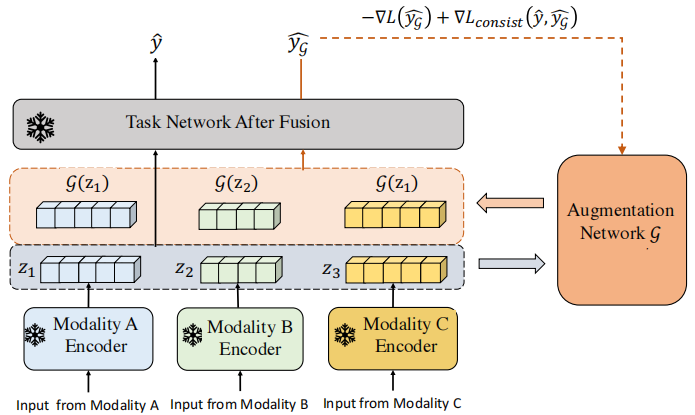 $\hat{y}$ $\widehat{y_{\mathcal{G}}}$ $-\nabla L(\widehat{y_{\mathcal{G}}}) + \nabla L_{consist}(\hat{y}, \widehat{y_{\mathcal{G}}})$
Task Network After Fusion
$\mathcal{G}(z_1)$ $\mathcal{G}(z_2)$ $\mathcal{G}(z_1)$
Augmentation
Network $\mathcal{G}$
$z_1$ $z_2$ $z_3$
Modality A
Encoder
Modality B
Encoder
Modality C
Encoder
Input from Modality A
Input from Modality B
Input from Modality C